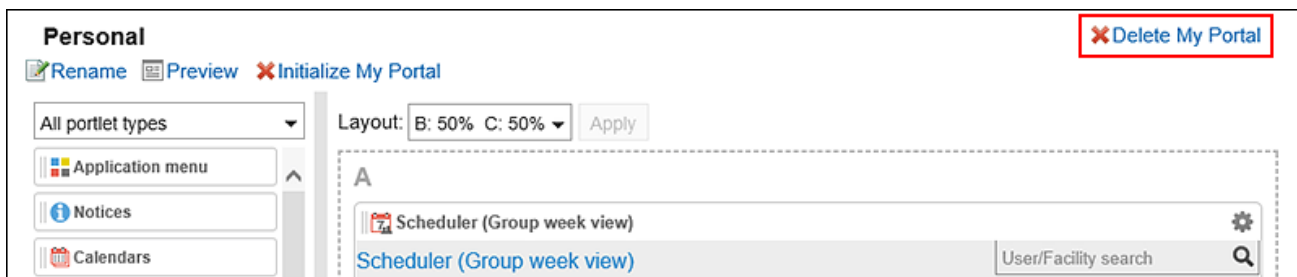 Personal
Delete My Portal
Rename Preview Initialize My Portal
All portlet types
Layout: B: 50% C: 50% Apply
Application menu
A
Notices
Scheduler (Group week view)
Calendars
Scheduler (Group week view)
User/Facility search